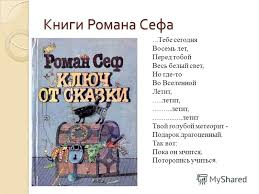 Книги Романа Сефа
Роман Сеф
КЛЮЧ
ОТ СКАЗКИ
...Тебе сегодня
Восемь лет,
Перед тобой
Весь белый свет,
Но где-то
Во Вселенной
Летит,
.....летит,
..........летит,
...............летит
Твой голубой метеорит -
Подарок драгоценный.
Так вот:
Пока он мчится,
Поторопись учиться.
MyShared